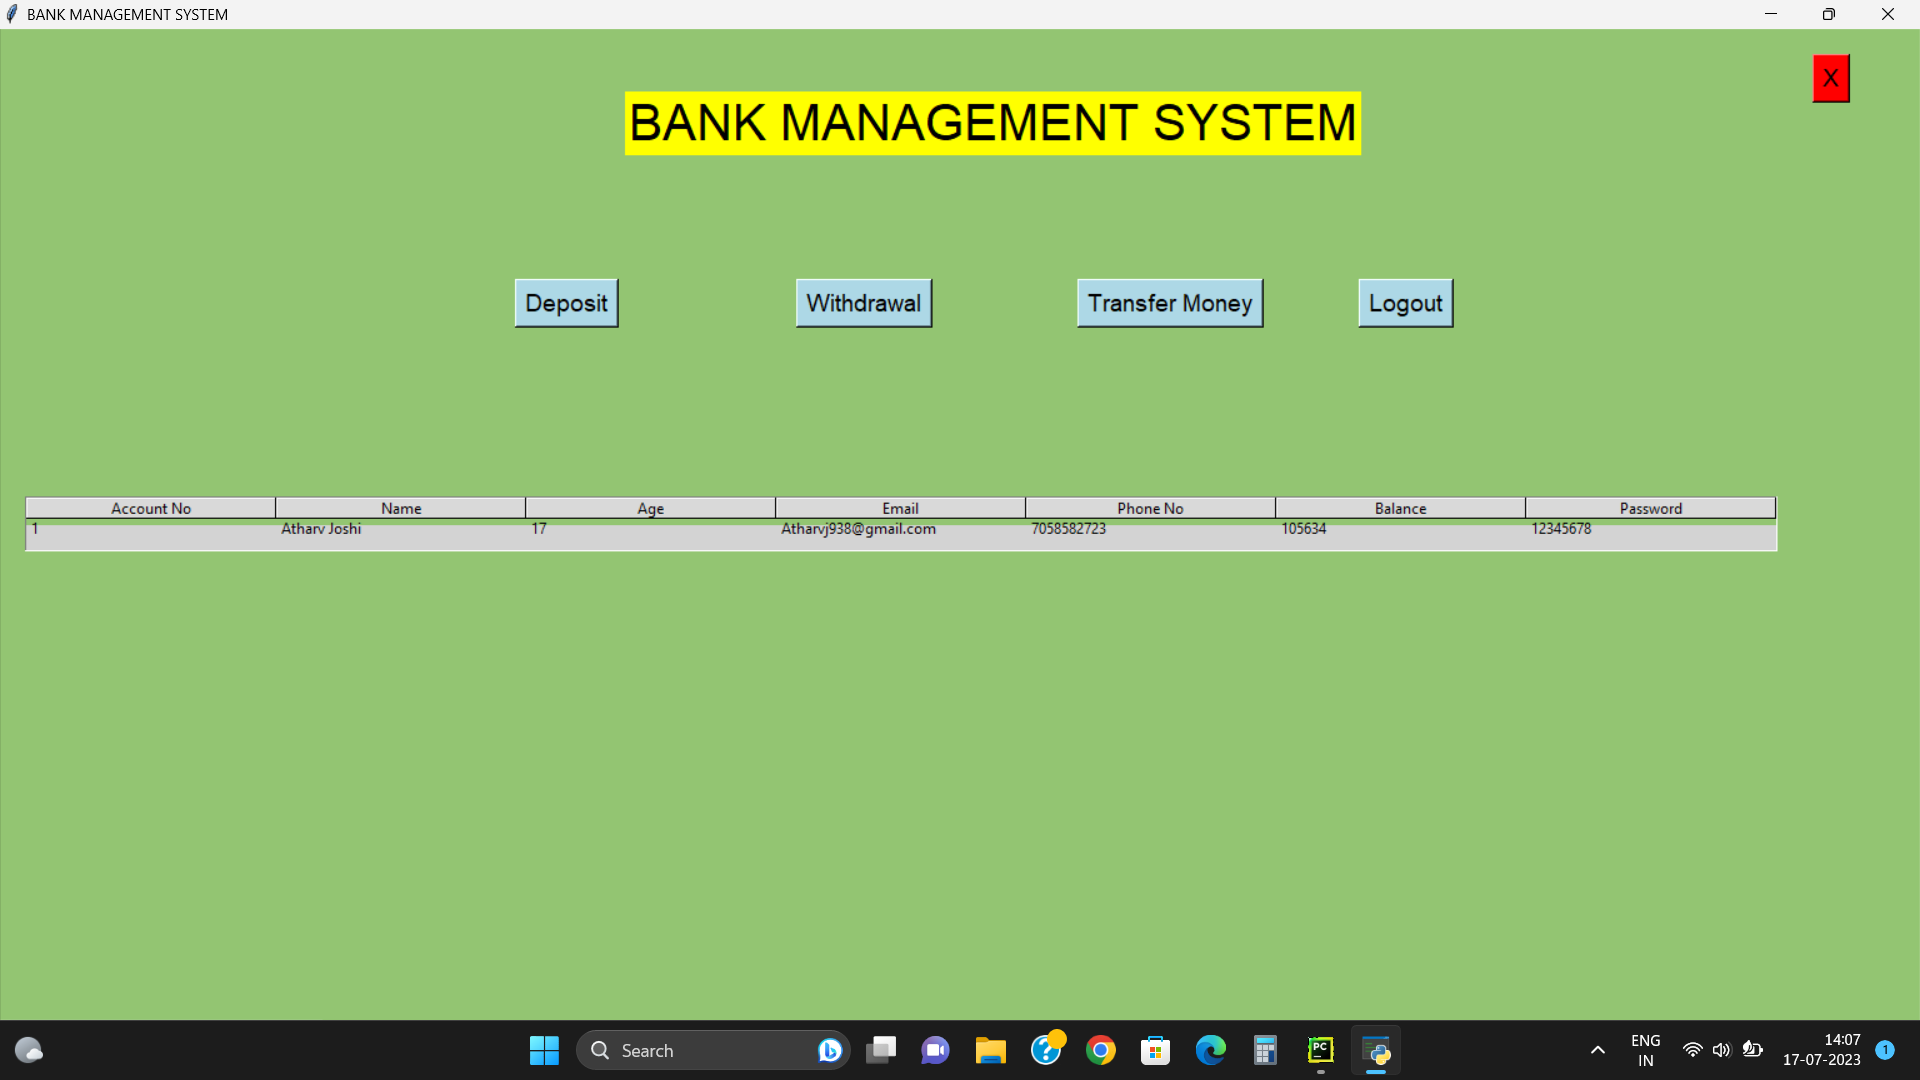 BANK MANAGEMENT SYSTEM
X
BANK MANAGEMENT SYSTEM
Deposit Withdrawal Transfer Money Logout
Account No Name Age Email Phone No Balance Password
1 Atharv Joshi 17 Atharvj938@gmail.com 7058582723 105634 12345678
Search
PC
ENG
IN
14:07
17-07-2023
1